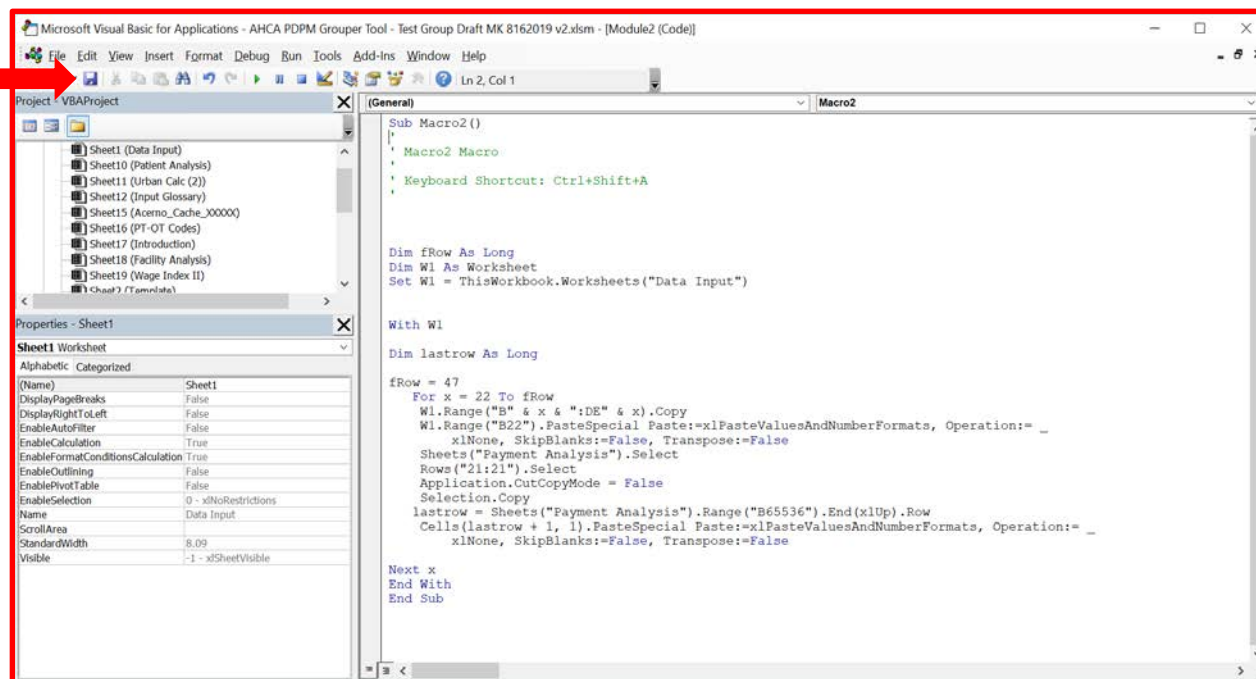 Microsoft Visual Basic for Applications - AHCA PDPM Grouper Tool - Test Group Draft MK 8162019 v2.xlsm - [Module2 (Code)]
File Edit View Insert Format Debug Run Tools Add-Ins Window Help
Ln 2, Col 1
Project - VBAProject
Sheet1 (Data Input)
Sheet10 (Patient Analysis)
Sheet11 (Urban Calc (2))
Sheet12 (Input Glossary)
Sheet15 (Acerno_Cache_XXXXX)
Sheet16 (PT-OT Codes)
Sheet17 (Introduction)
Sheet18 (Facility Analysis)
Sheet19 (Wage Index II)
Sheet2 (Template)
Properties - Sheet1
Sheet1 Worksheet
Alphabetic Categorized
(Name) Sheet1
DisplayPageBreaks False
DisplayRightToLeft False
EnableAutoFilter False
EnableCalculation True
EnableFormatConditionsCalculation True
EnableOutlining False
EnablePivotTable False
EnableSelection 0 - xlNoRestrictions
Name Data Input
ScrollArea
StandardWidth 8.09
Visible -1 - xlSheetVisible
(General) Macro2
Sub Macro2()
'
' Macro2 Macro
'
' Keyboard Shortcut: Ctrl+Shift+A
'
Dim fRow As Long
Dim W1 As Worksheet
Set W1 = ThisWorkbook.Worksheets("Data Input")
With W1
Dim lastrow As Long
fRow = 47
For x = 22 To fRow
W1.Range("B" & x & ":DE" & x).Copy
W1.Range("B22").PasteSpecial Paste:=xlPasteValuesAndNumberFormats, Operation:= _
xlNone, SkipBlanks:=False, Transpose:=False
Sheets("Payment Analysis").Select
Rows("21:21").Select
Application.CutCopyMode = False
Selection.Copy
lastrow = Sheets("Payment Analysis").Range("B65536").End(xlUp).Row
Cells(lastrow + 1, 1).PasteSpecial Paste:=xlPasteValuesAndNumberFormats, Operation:= _
xlNone, SkipBlanks:=False, Transpose:=False
Next x
End With
End Sub